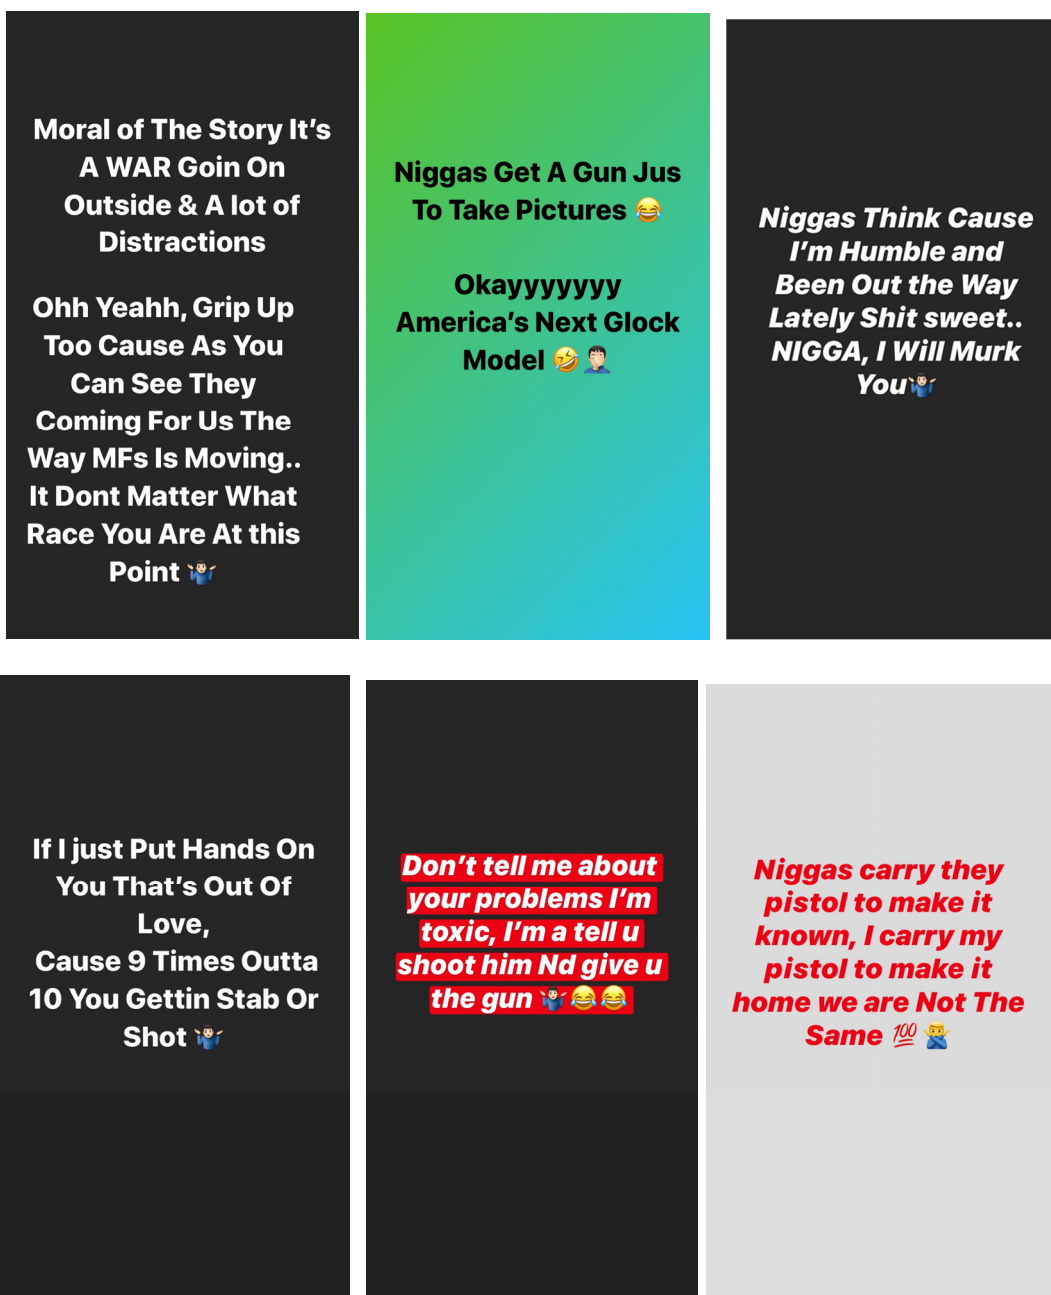 Moral of The Story It's
A WAR Goin On
Outside & A lot of
Distractions
Ohh Yeahh, Grip Up
Too Cause As You
Can See They
Coming For Us The
Way MFs Is Moving..
It Dont Matter What
Race You Are At this
Point 🤷🏻‍♂️
Niggas Get A Gun Jus
To Take Pictures 😂
Okayyyyyyy
America's Next Glock
Model 🤣🤦🏻‍♂️
Niggas Think Cause
I'm Humble and
Been Out the Way
Lately Shit sweet..
NIGGA, I Will Murk
You🤷🏻‍♂️
If I just Put Hands On
You That's Out Of
Love,
Cause 9 Times Outta
10 You Gettin Stab Or
Shot 🤷🏻‍♂️
Don't tell me about
your problems I'm
toxic, I'm a tell u
shoot him Nd give u
the gun 🤷🏻‍♂️😂😂
Niggas carry they
pistol to make it
known, I carry my
pistol to make it
home we are Not The
Same 💯 🙅‍♂️